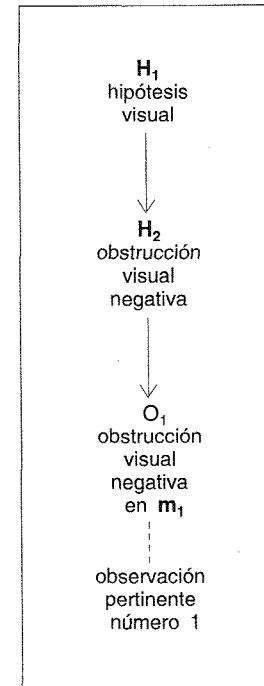 H₁
hipótesis
visual
H₂
obstrucción
visual
negativa
O₁
obstrucción
visual
negativa
en m₁
observación
pertinente
número 1